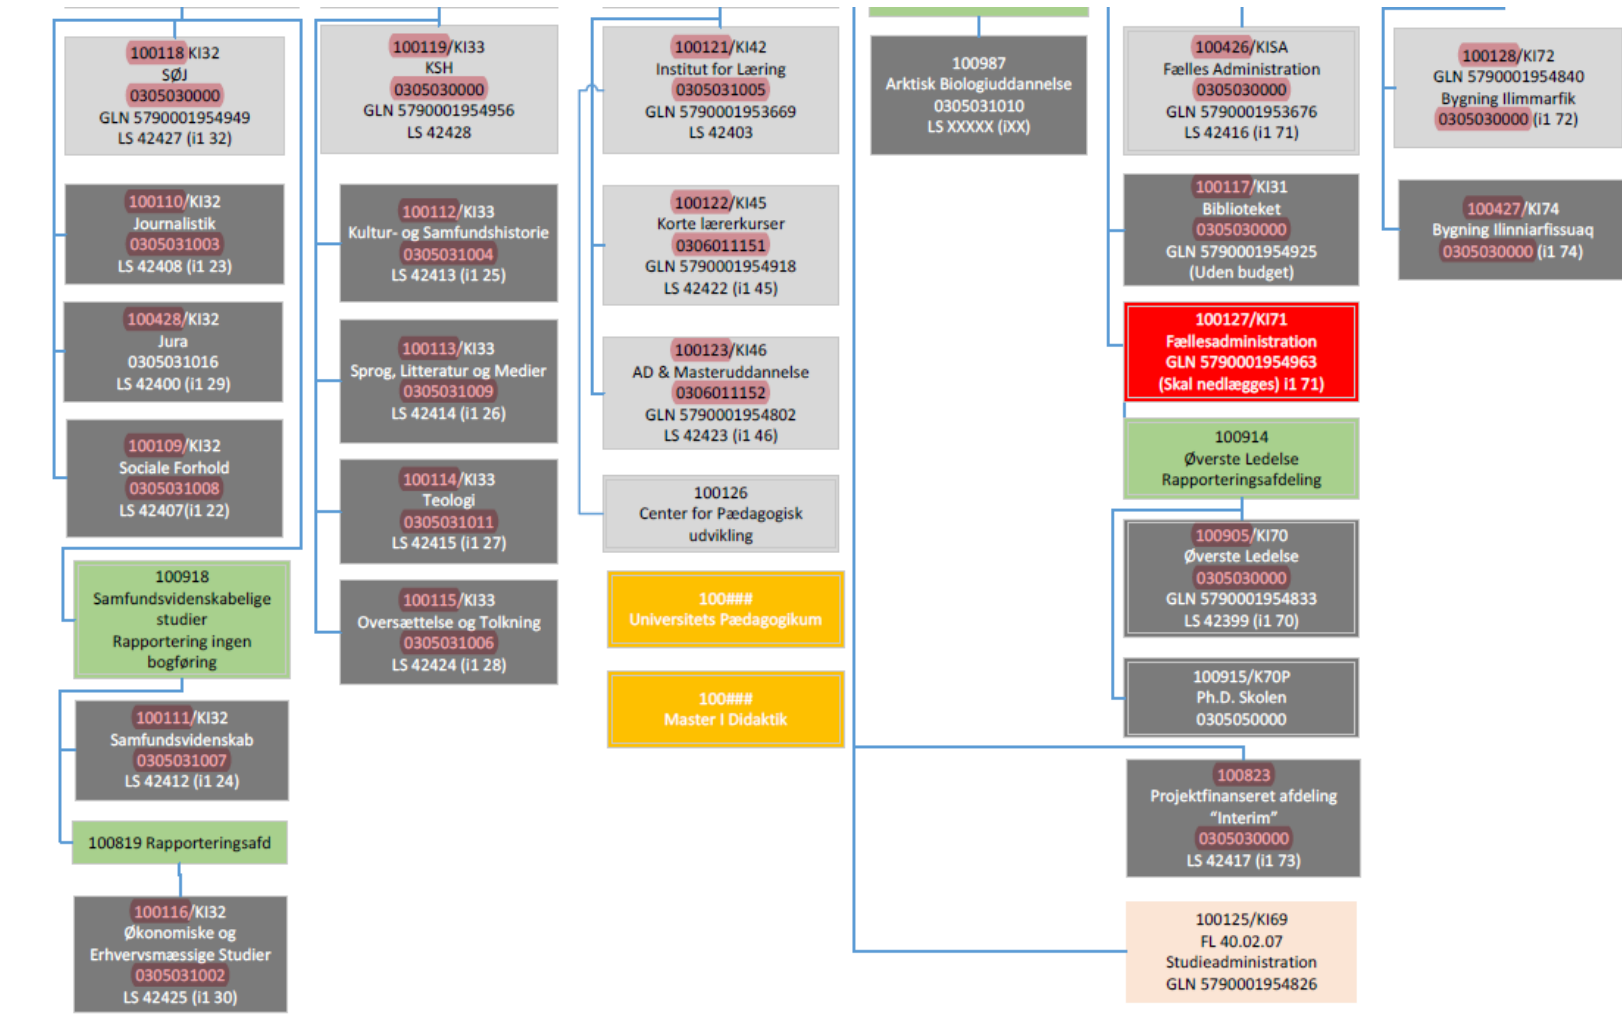 100118 KI32
SØJ
0305030000
GLN 5790001954949
LS 42427 (i1 32)
100110/KI32
Journalistik
0305031003
LS 42408 (i1 23)
100428/KI32
Jura
0305031016
LS 42400 (i1 29)
100109/KI32
Sociale Forhold
0305031008
LS 42407(i1 22)
100918
Samfundsvidenskabelige
studier
Rapportering ingen
bogføring
100111/KI32
Samfundsvidenskab
0305031007
LS 42412 (i1 24)
100819 Rapporteringsafd
100116/KI32
Økonomiske og
Erhvervsmæssige Studier
0305031002
LS 42425 (i1 30)
100119/KI33
KSH
0305030000
GLN 5790001954956
LS 42428
100112/KI33
Kultur- og Samfundshistorie
0305031004
LS 42413 (i1 25)
100113/KI33
Sprog, Litteratur og Medier
0305031009
LS 42414 (i1 26)
100114/KI33
Teologi
0305031011
LS 42415 (i1 27)
100115/KI33
Oversættelse og Tolkning
0305031006
LS 42424 (i1 28)
100121/KI42
Institut for Læring
0305031005
GLN 5790001953669
LS 42403
100122/KI45
Korte lærerkurser
0306011151
GLN 5790001954918
LS 42422 (i1 45)
100123/KI46
AD & Masteruddannelse
0306011152
GLN 5790001954802
LS 42423 (i1 46)
100126
Center for Pædagogisk
udvikling
100###
Universitets Pædagogikum
100###
Master I Didaktik
100987
Arktisk Biologiuddannelse
0305031010
LS XXXXX (iXX)
100426/KISA
Fælles Administration
0305030000
GLN 5790001953676
LS 42416 (i1 71)
100117/KI31
Biblioteket
0305030000
GLN 5790001954925
(Uden budget)
100127/KI71
Fællesadministration
GLN 5790001954963
(Skal nedlægges) i1 71)
100914
Øverste Ledelse
Rapporteringsafdeling
100905/KI70
Øverste Ledelse
0305030000
GLN 5790001954833
LS 42399 (i1 70)
100915/K70P
Ph.D. Skolen
0305050000
100823
Projektfinanseret afdeling
“Interim”
0305030000
LS 42417 (i1 73)
100125/KI69
FL 40.02.07
Studieadministration
GLN 5790001954826
100128/KI72
GLN 5790001954840
Bygning Ilimmarfik
0305030000 (i1 72)
100427/KI74
Bygning Ilinniarfissuaq
0305030000 (i1 74)